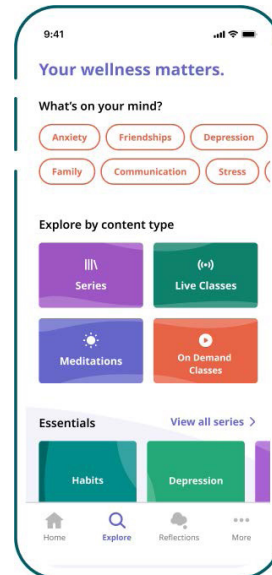 9:41
Your wellness matters.
What's on your mind?
Anxiety Friendships Depression
Family Communication Stress
Explore by content type
Series Live Classes
Meditations On Demand
Classes
Essentials View all series >
Habits Depression
Home Explore Reflections More